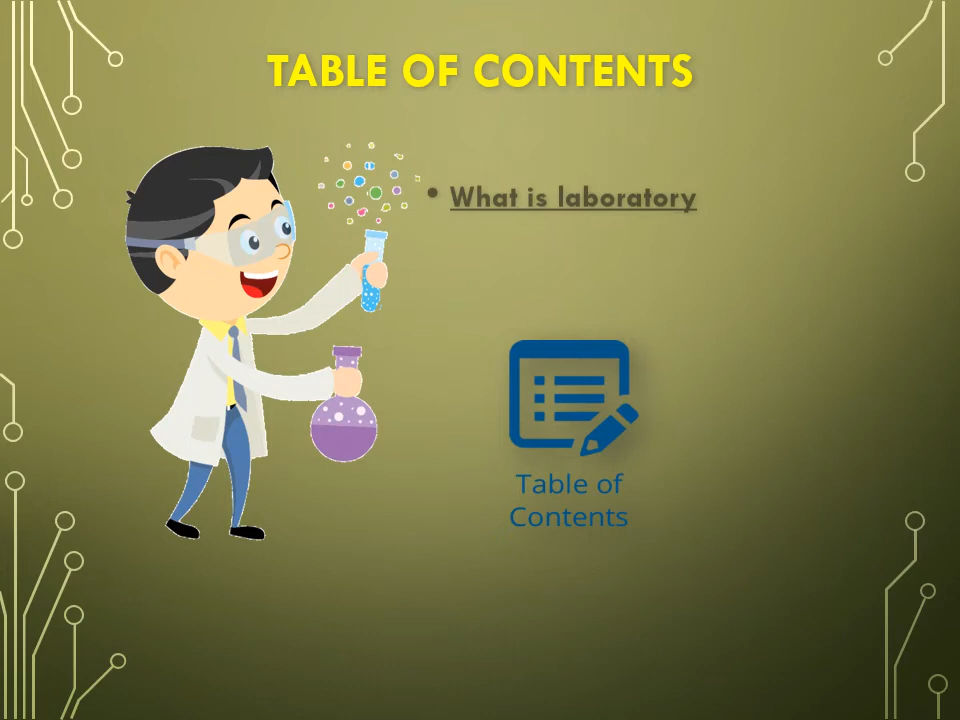 TABLE OF CONTENTS
• What is laboratory
Table of
Contents